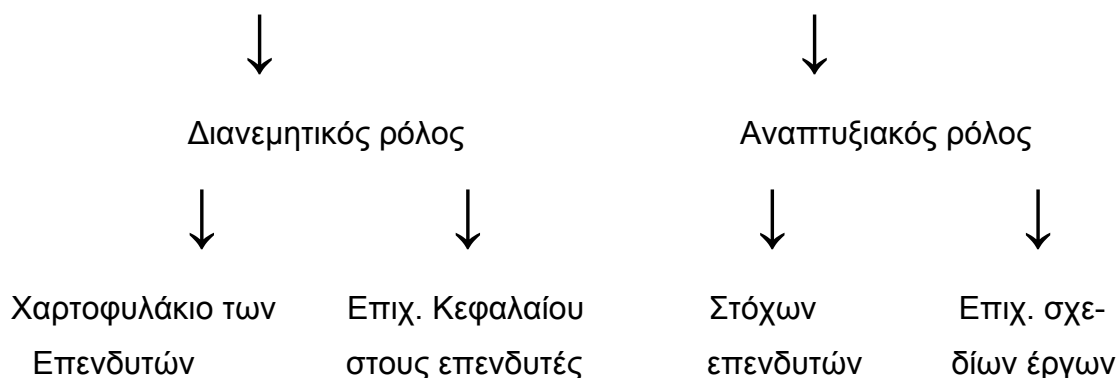 Διανεμητικός ρόλος Αναπτυξιακός ρόλος
Χαρτοφυλάκιο των Επιχ. Κεφαλαίου Στόχων Επιχ. σχε-
Επενδυτών στους επενδυτές επενδυτών δίων έργων